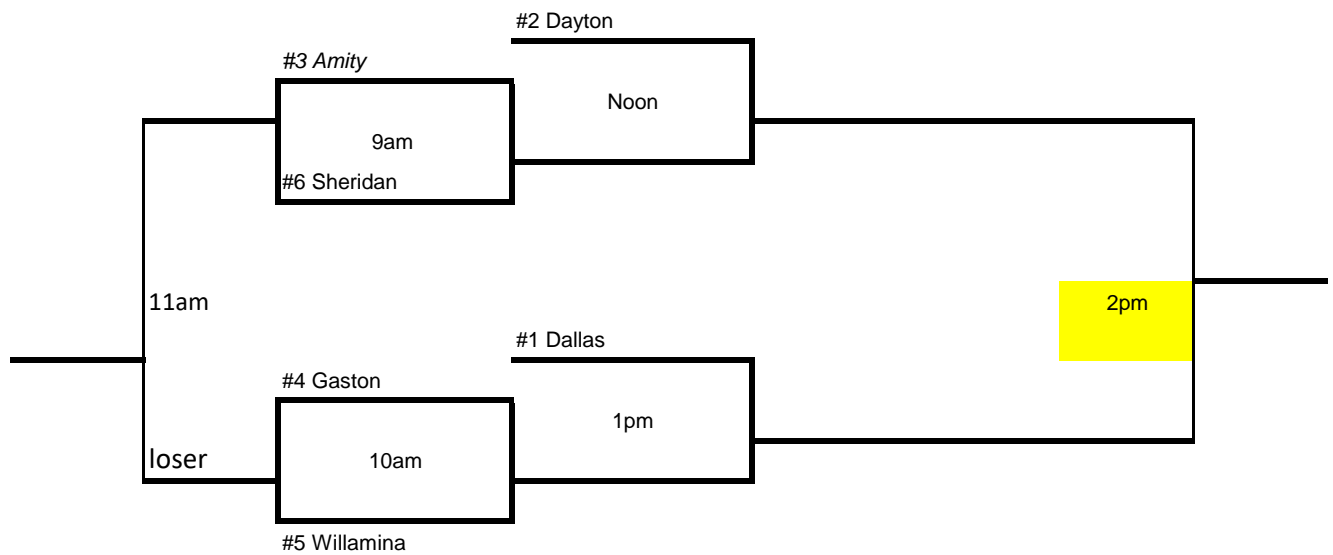 #2 Dayton
#3 Amity
Noon
9am
#6 Sheridan
11am
2pm
#1 Dallas
#4 Gaston
1pm
loser
10am
#5 Willamina